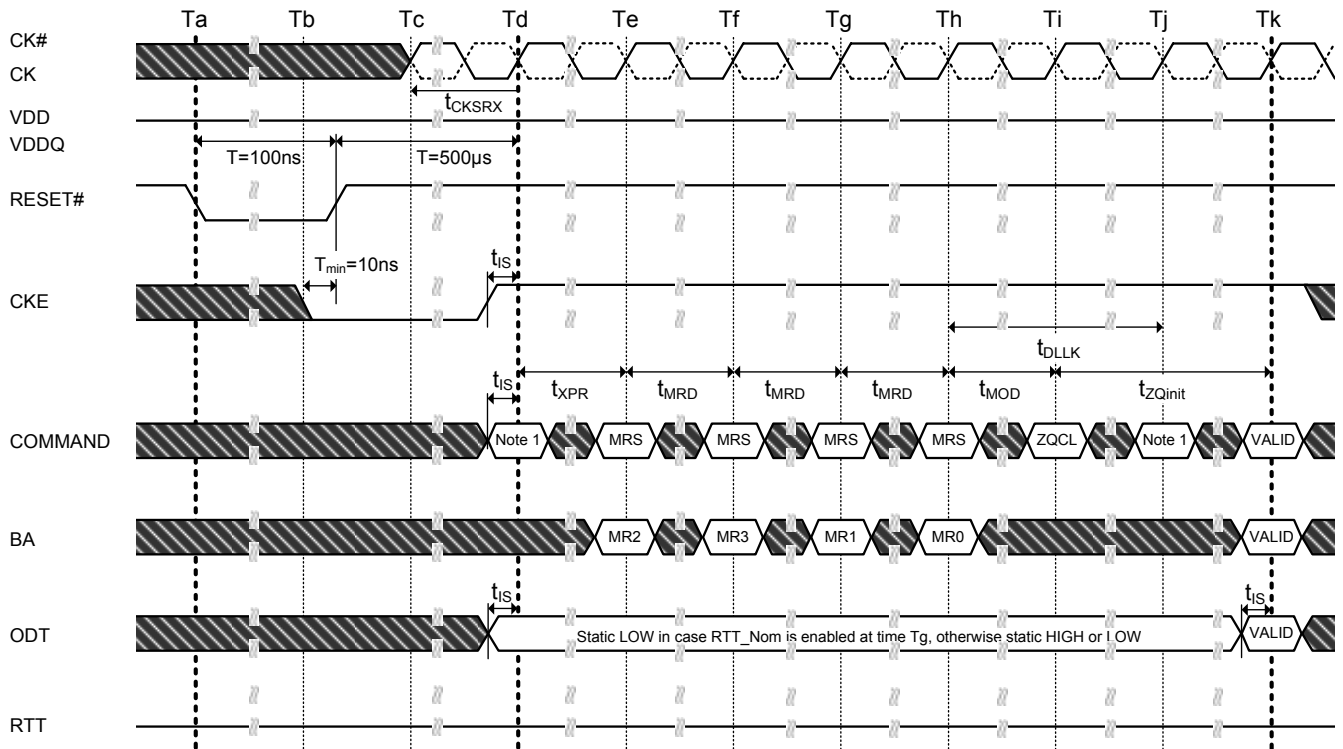 Ta Tb Tc Td Te Tf Tg Th Ti Tj Tk
CK#
CK
tCKSRX
VDD
VDDQ
T=100ns T=500µs
RESET#
Tmin=10ns
tIS
CKE
tDLLK
tIS
tXPR tMRD tMRD tMRD tMOD tZQinit
COMMAND Note 1 MRS MRS MRS MRS ZQCL Note 1 VALID
BA MR2 MR3 MR1 MR0 VALID
tIS tIS
ODT Static LOW in case RTT_Nom is enabled at time Tg, otherwise static HIGH or LOW VALID
RTT